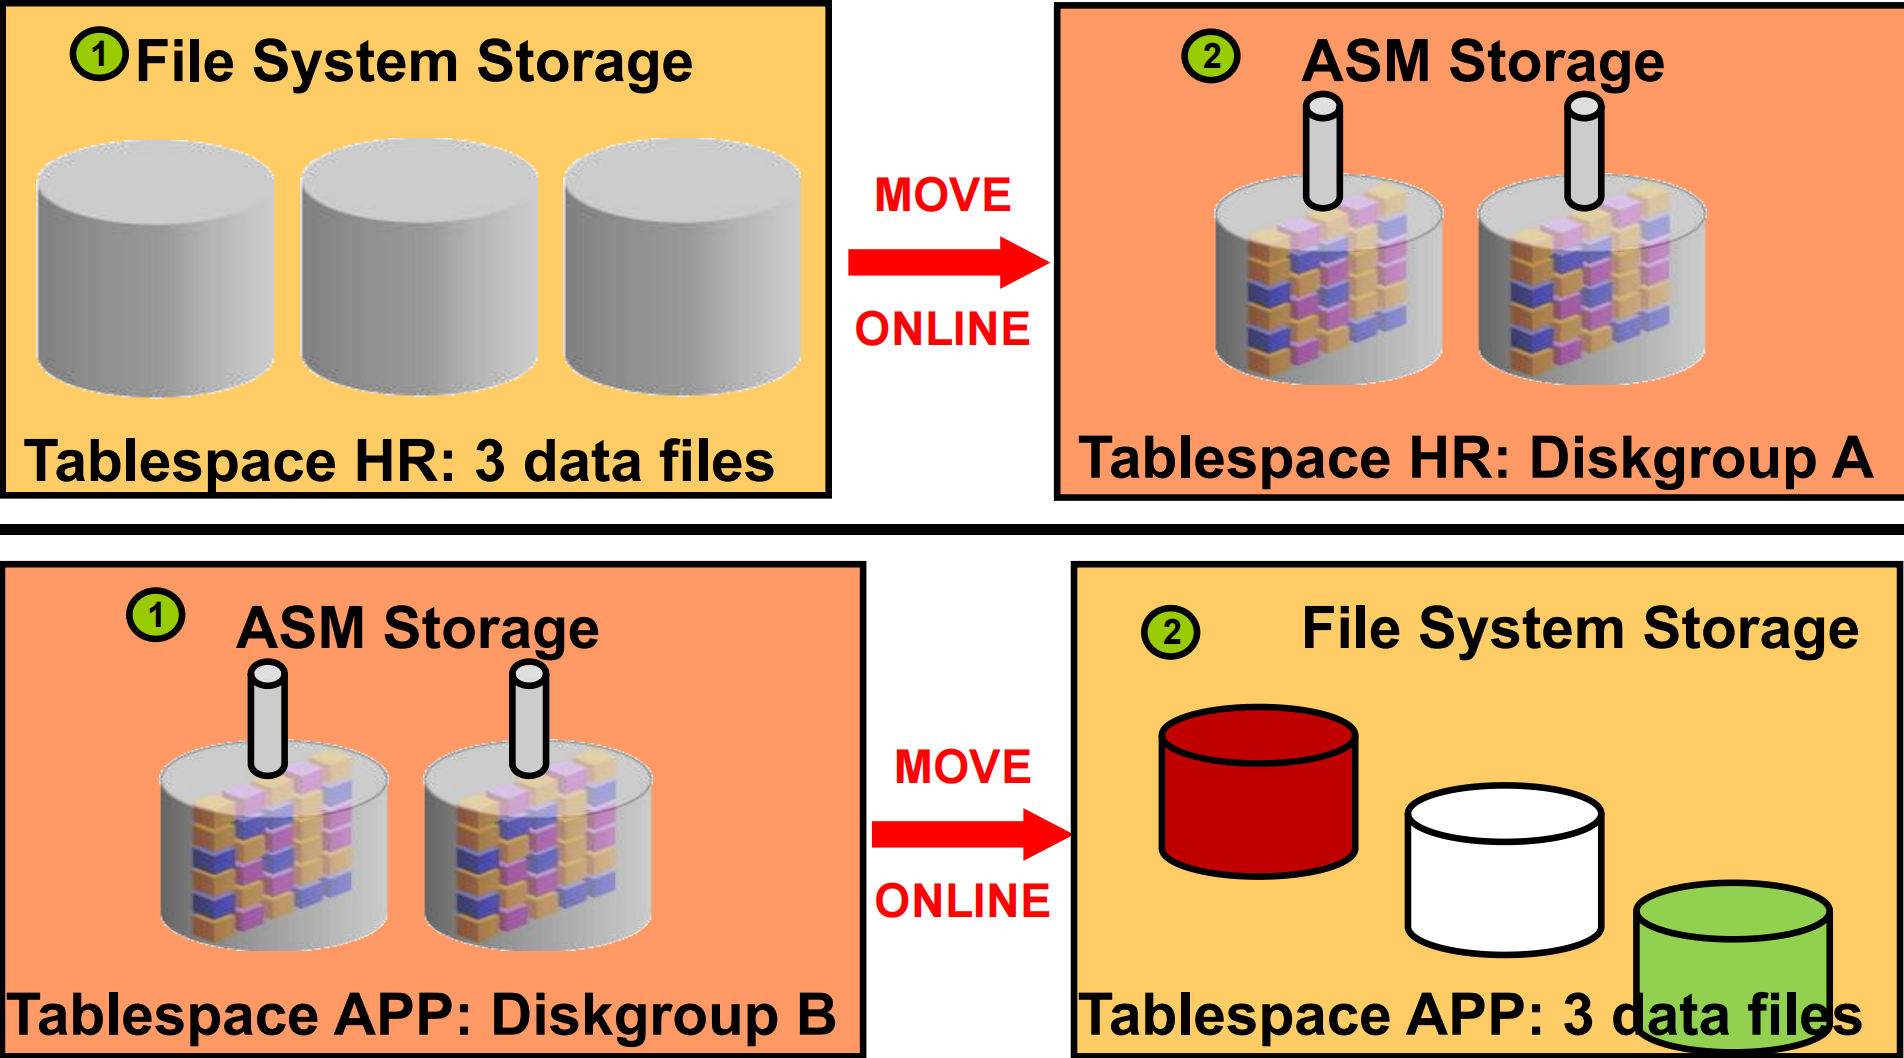 1 File System Storage
Tablespace HR: 3 data files
MOVE
ONLINE
2 ASM Storage
Tablespace HR: Diskgroup A
1 ASM Storage
Tablespace APP: Diskgroup B
MOVE
ONLINE
2 File System Storage
Tablespace APP: 3 data files